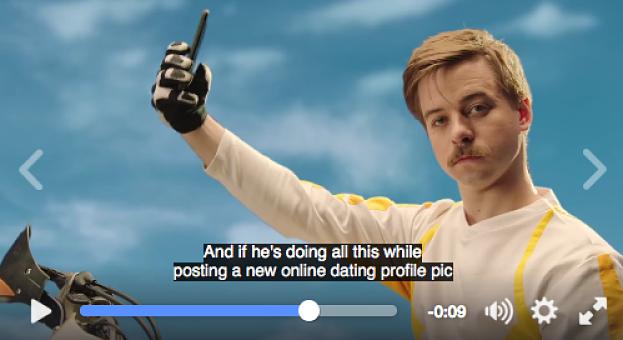 And if he's doing all this while
posting a new online dating profile pic
-0:09